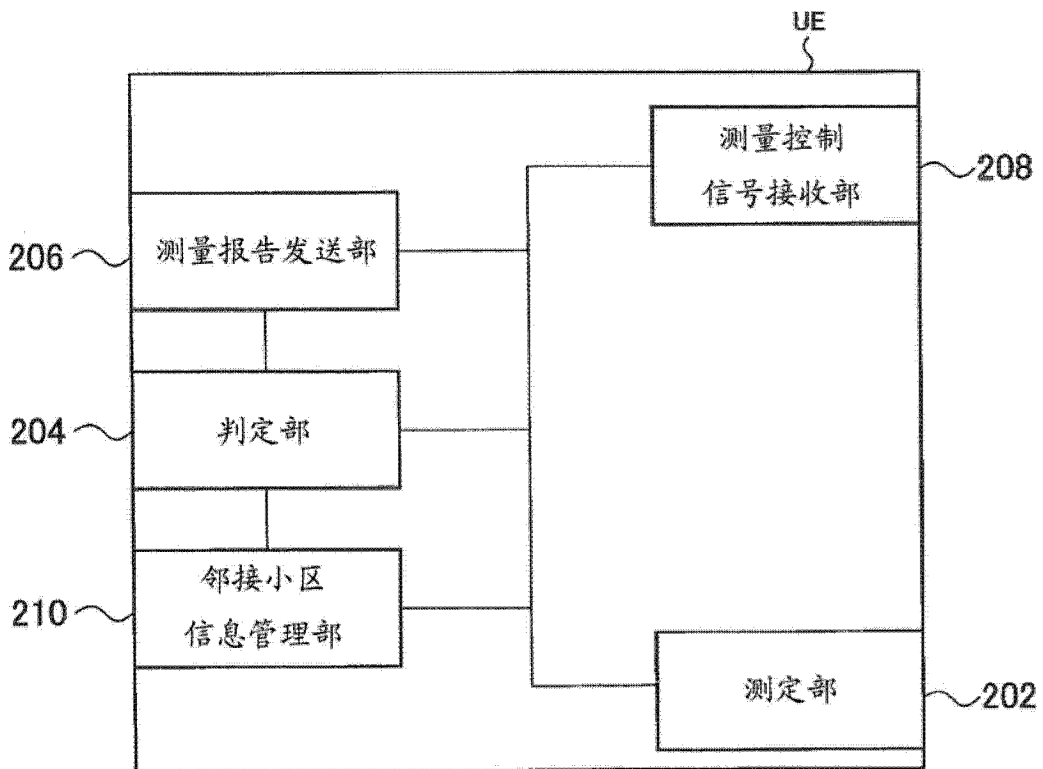 UE
测量控制
信号接收部
208
206
测量报告发送部
204
判定部
210
邻接小区
信息管理部
测定部
202